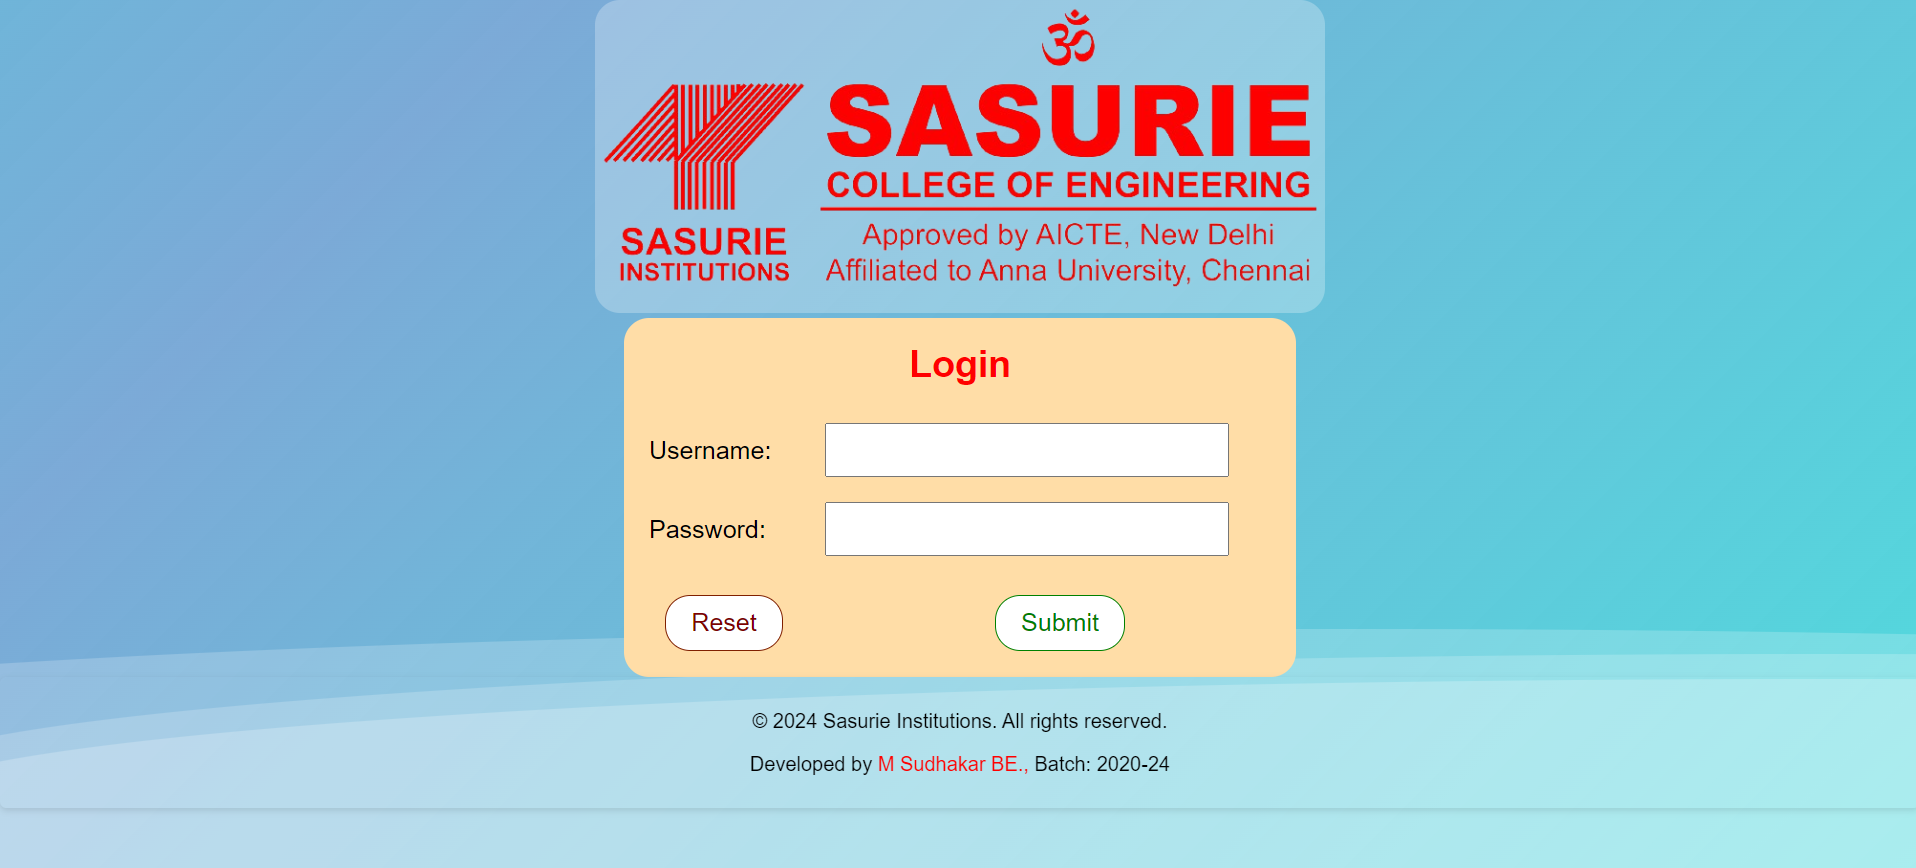 ॐ
SASURIE
COLLEGE OF ENGINEERING
Approved by AICTE, New Delhi
Affiliated to Anna University, Chennai
SASURIE
INSTITUTIONS
Login
Username:
Password:
Reset
Submit
© 2024 Sasurie Institutions. All rights reserved.
Developed by M Sudhakar BE., Batch: 2020-24